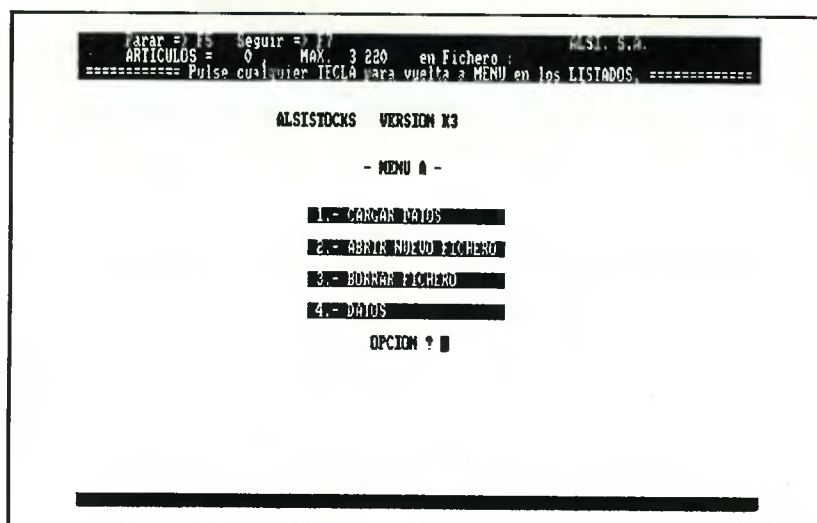 Parar => F5 Seguir => F7 ALSI. S.A.
ARTICULOS = 0 , MAX. 3 220 en Fichero :
============ Pulse cualquier TECLA para vuelta a MENU en los LISTADOS. =============
ALSISTOCKS VERSION K3
- MENU A -
1.- CARGAR DATOS
2.- ABRIR NUEVO FICHERO
3.- BORRAR FICHERO
4.- DATOS
OPCION ?